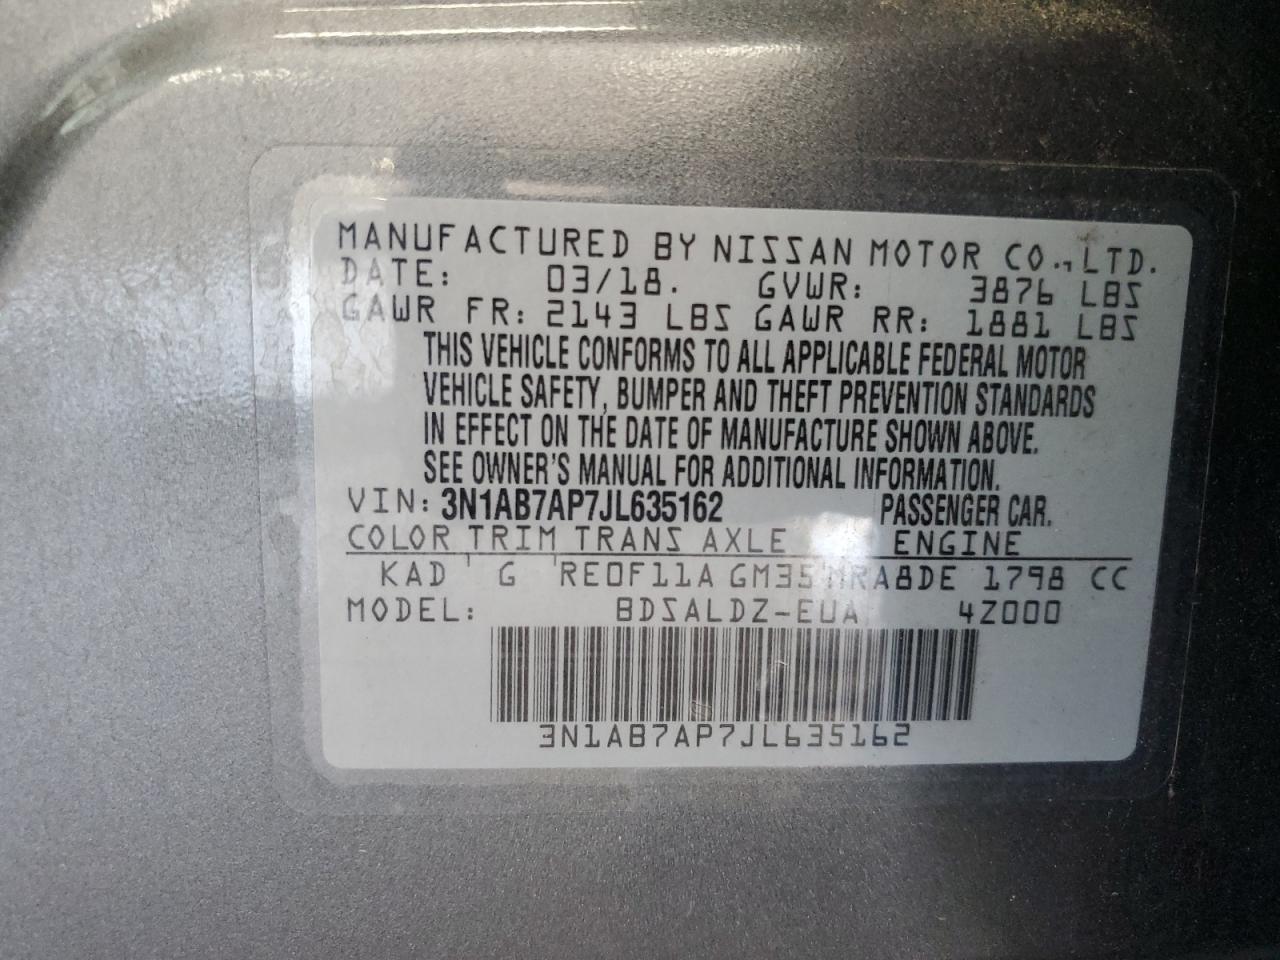 MANUFACTURED BY NISSAN MOTOR CO., LTD.
DATE: 03/18. GVWR: 3876 LBS
GAWR FR: 2143 LBS GAWR RR: 1881 LBS
THIS VEHICLE CONFORMS TO ALL APPLICABLE FEDERAL MOTOR
VEHICLE SAFETY, BUMPER AND THEFT PREVENTION STANDARDS
IN EFFECT ON THE DATE OF MANUFACTURE SHOWN ABOVE.
SEE OWNER'S MANUAL FOR ADDITIONAL INFORMATION.
VIN: 3N1AB7AP7JL635162 PASSENGER CAR.
COLOR TRIM TRANS AXLE ENGINE
KAD G RE0F11A GM35 MRA8DE 1798 CC
MODEL: BDSALDZ-EUA 4Z000
3N1AB7AP7JL635162